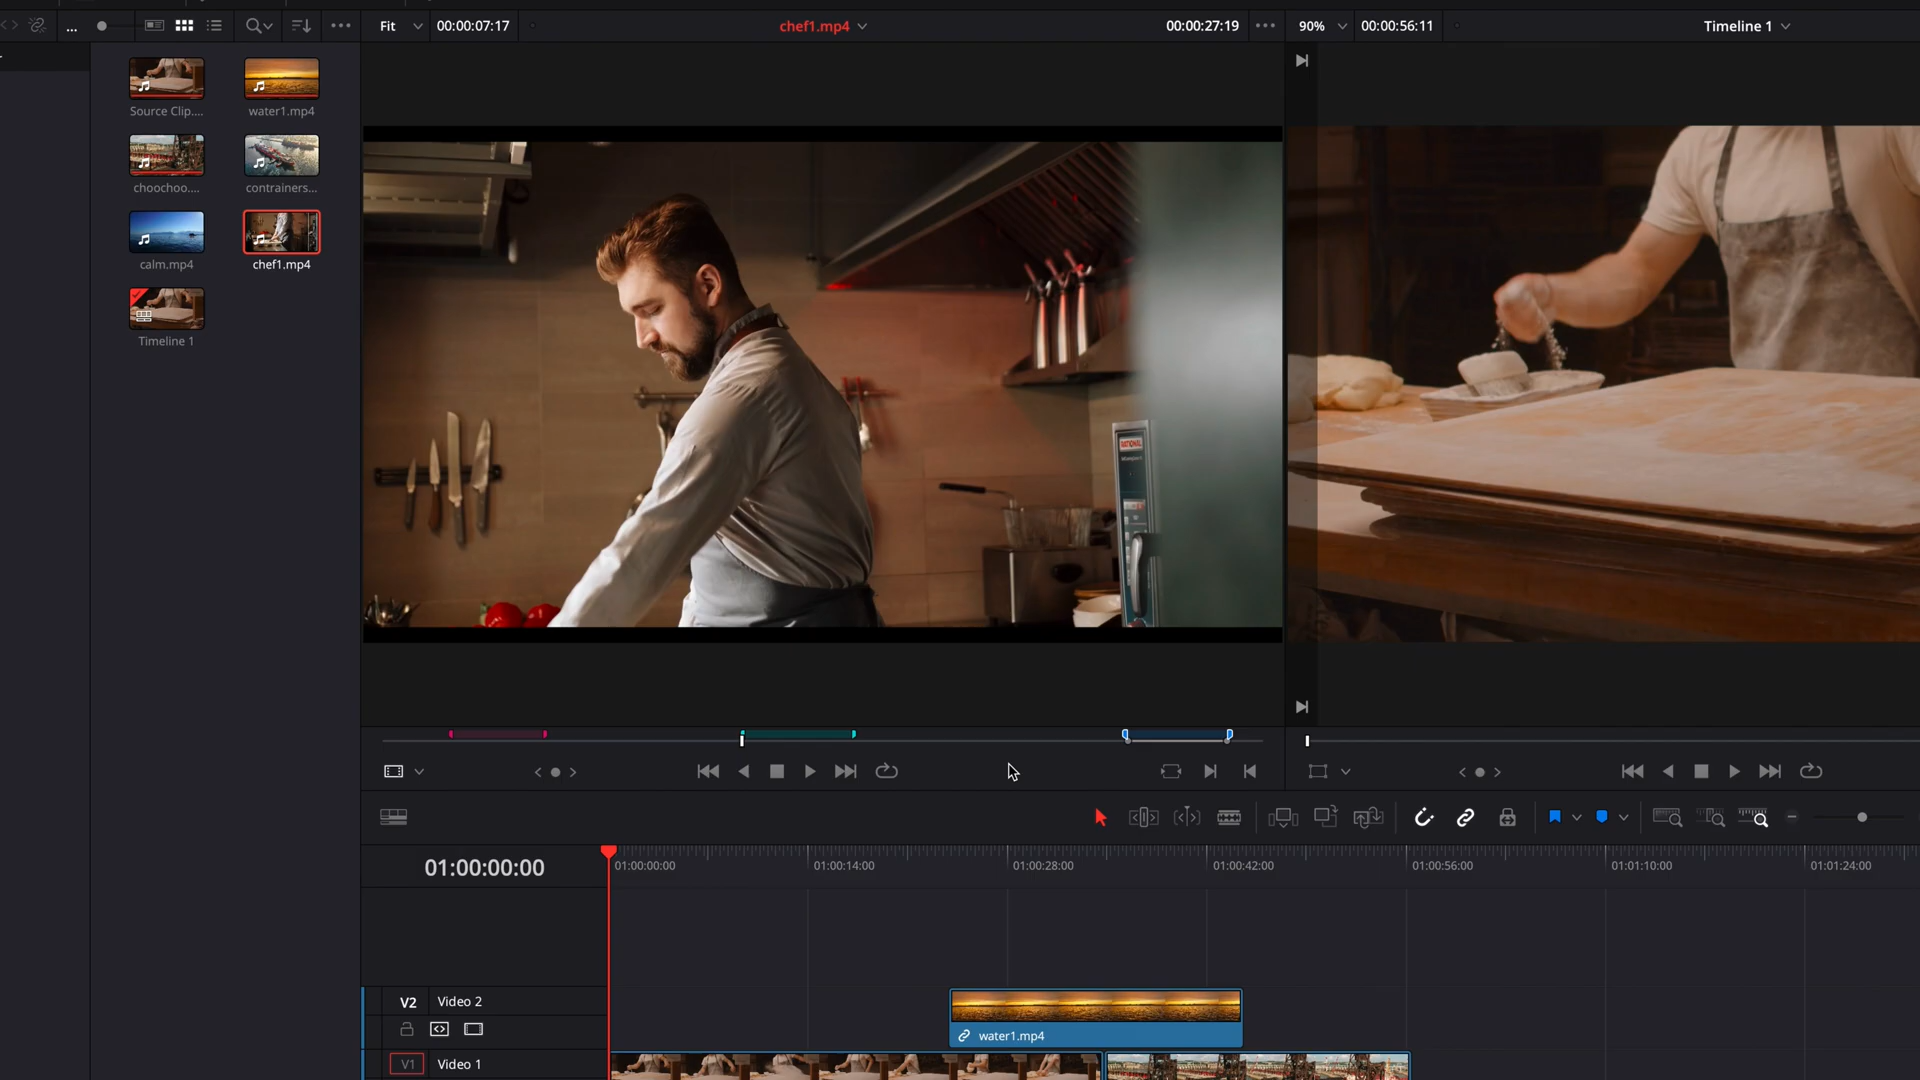 ...
Fit
00:00:07:17
chef1.mp4
00:00:27:19
90%
00:00:56:11
Timeline 1
Source Clip....
water1.mp4
choochoo....
contrainers...
calm.mp4
chef1.mp4
Timeline 1
RATIONAL
01:00:00:00
01:00:00:00
01:00:14:00
01:00:28:00
01:00:42:00
01:00:56:00
01:01:10:00
01:01:24:00
V2
Video 2
water1.mp4
V1
Video 1